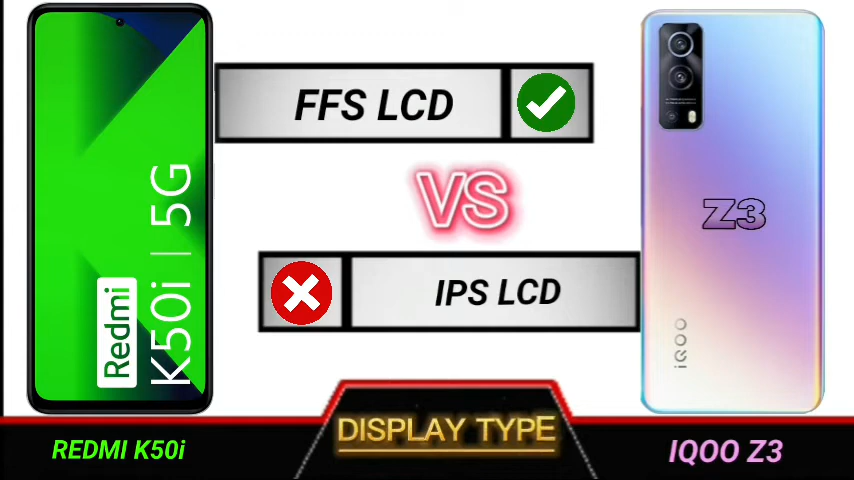 FFS LCD
VS
IPS LCD
Redmi
K50i | 5G
Z3
iQOO
DISPLAY TYPE
REDMI K50i
IQOO Z3